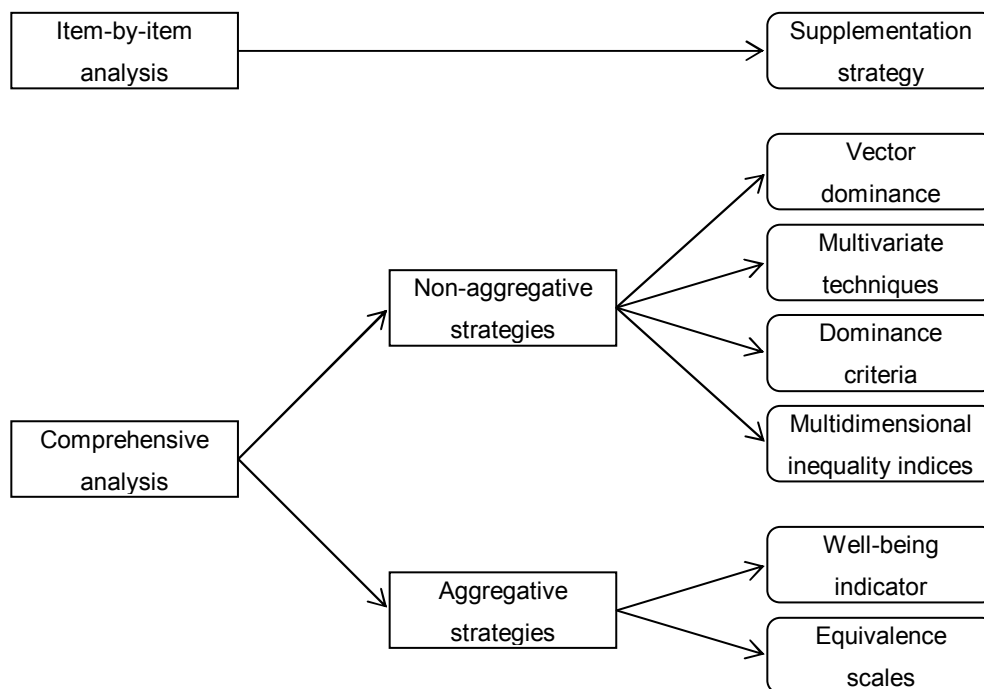 Item-by-item
analysis
Supplementation
strategy
Vector
dominance
Multivariate
techniques
Non-aggregative
strategies
Dominance
criteria
Multidimensional
inequality indices
Comprehensive
analysis
Well-being
indicator
Aggregative
strategies
Equivalence
scales